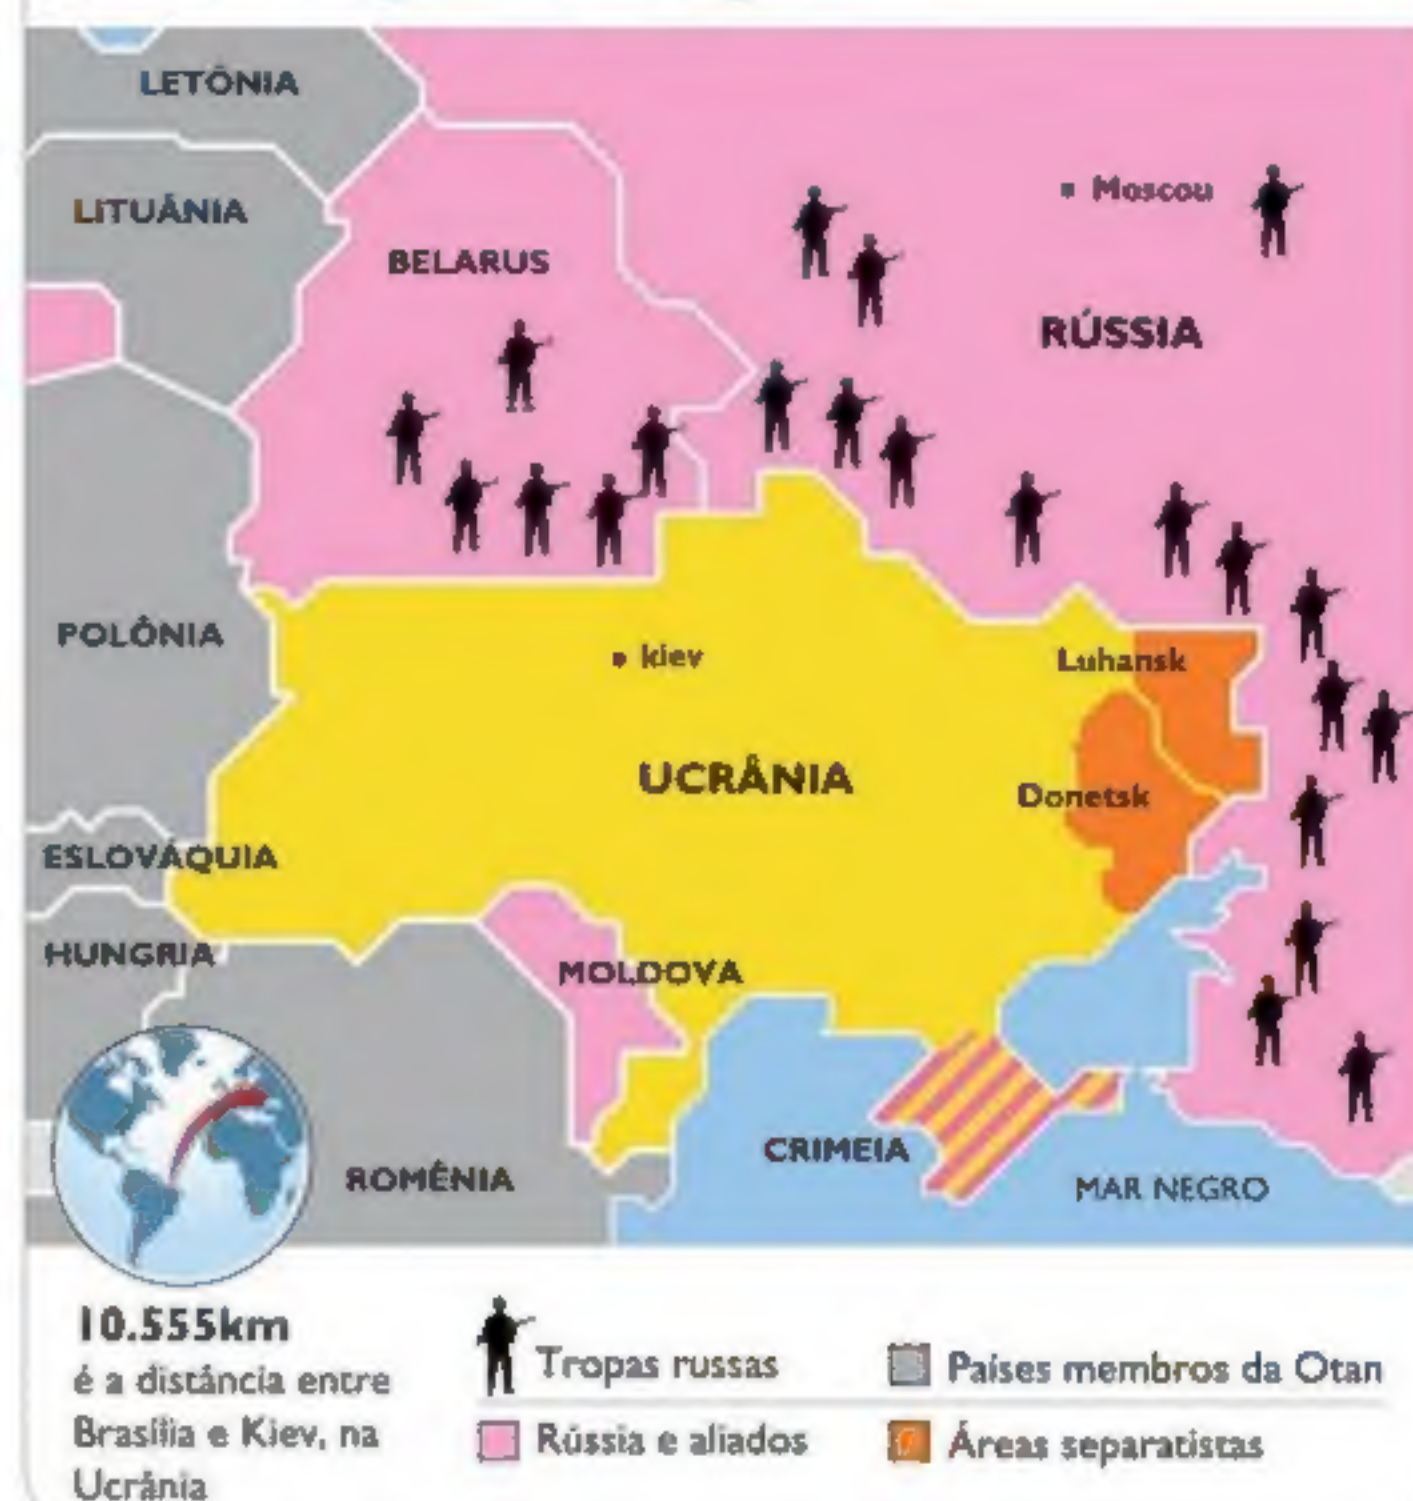 LETÔNIA
Moscou
LITUÂNIA
BELARUS
RÚSSIA
POLÔNIA
kiev
Luhansk
UCRÂNIA
Donetsk
ESLOVÁQUIA
HUNGRIA
MOLDOVA
CRIMEIA
ROMÊNIA
MAR NEGRO
10.555km
é a distância entre
Brasília e Kiev, na
Ucrânia
Tropas russas
Países membros da Otan
Rússia e aliados
Áreas separatistas